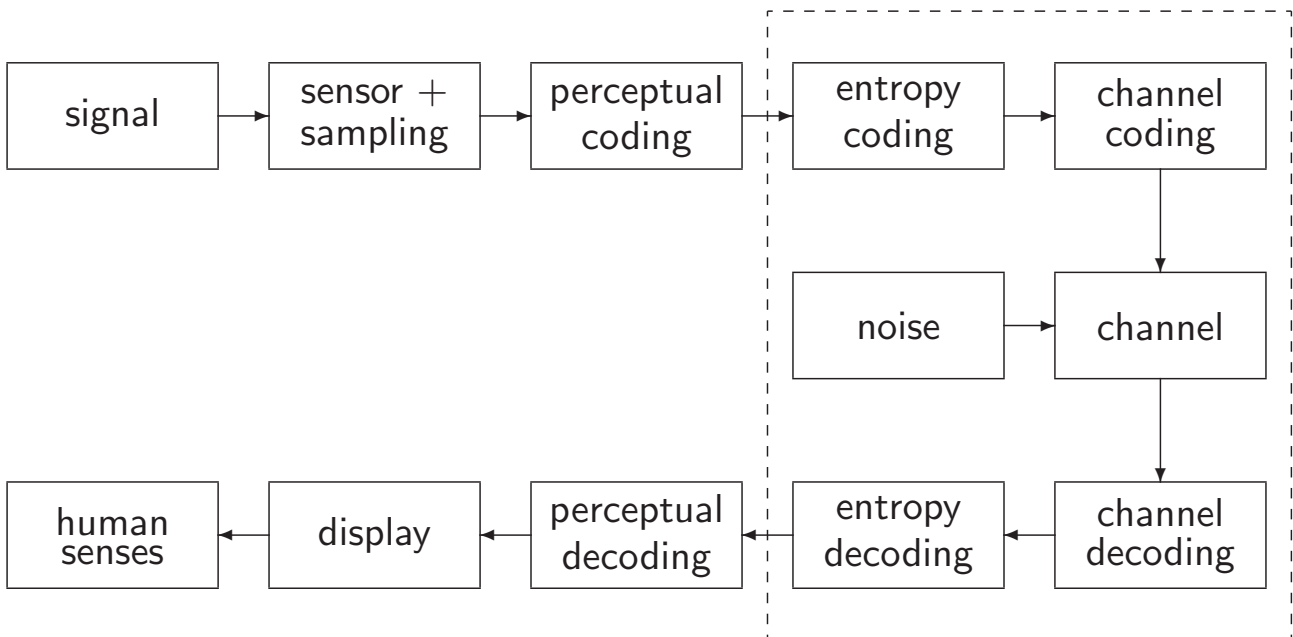 signal
sensor +
sampling
perceptual
coding
entropy
coding
channel
coding
noise
channel
human
senses
display
perceptual
decoding
entropy
decoding
channel
decoding